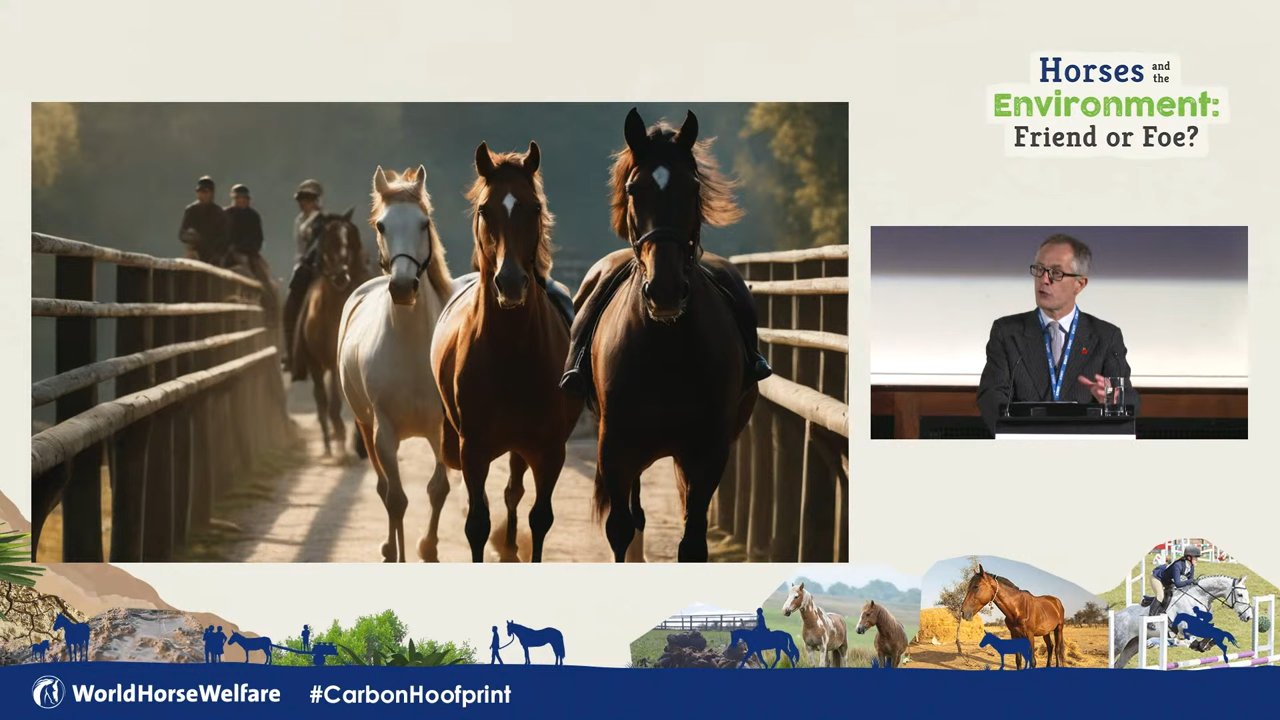 Horses and the
Environment:
Friend or Foe?
WorldHorseWelfare #CarbonHoofprint